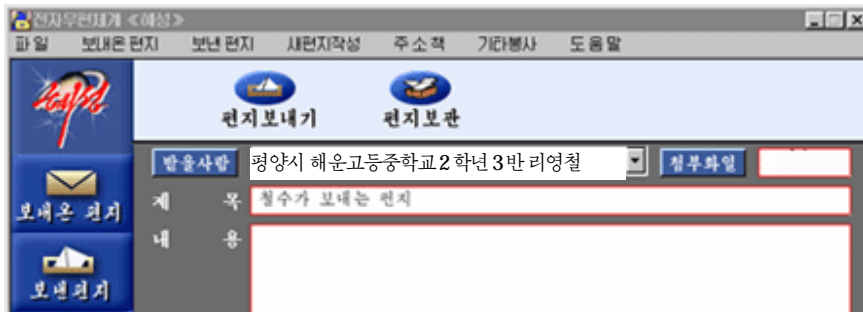 전자우편체계 ≪혜성≫
파일 보내온 편지 보낸 편지 새편지작성 주소책 기타봉사 도움말
혜성
편지보내기 편지보관
받을사람 평양시 해운고등중학교2학년3반리영철 첨부화일
제 목 철수가 보내는 편지
내 용
보내온 편지
보낸편지